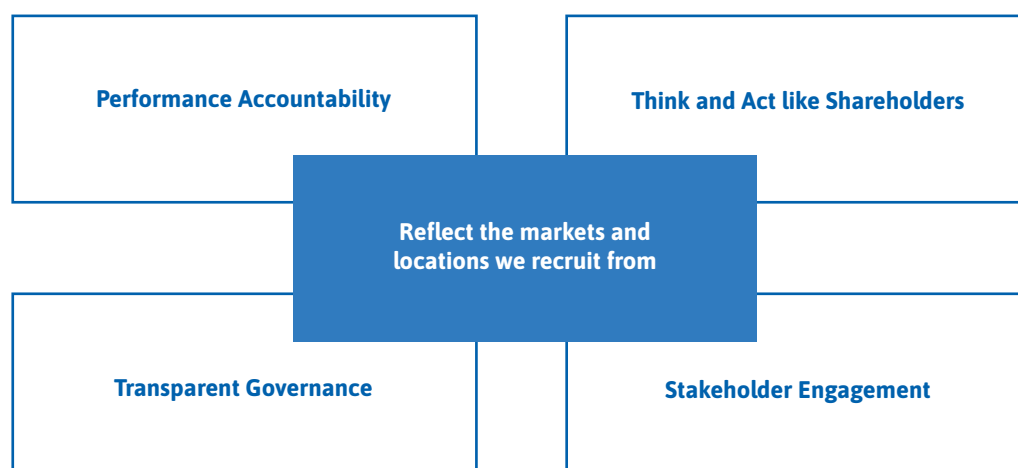 Performance Accountability
Think and Act like Shareholders
Reflect the markets and
locations we recruit from
Transparent Governance
Stakeholder Engagement